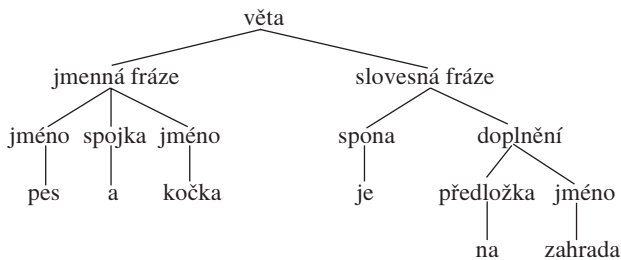 věta
jmenná fráze slovesná fráze
jméno spojka jméno spona doplnění
pes a kočka je předložka jméno
na zahrada